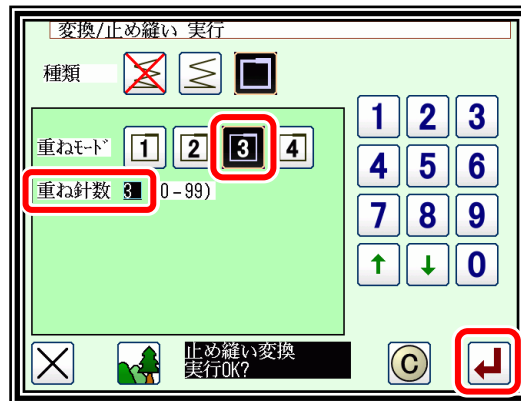 変換/止め縫い 実行
種類
1 2 3
重ねﾓｰﾄﾞ 1 2 3 4
4 5 6
重ね針数 3 0-99)
7 8 9
↑ ↓ 0
止め縫い変換
実行OK?
C